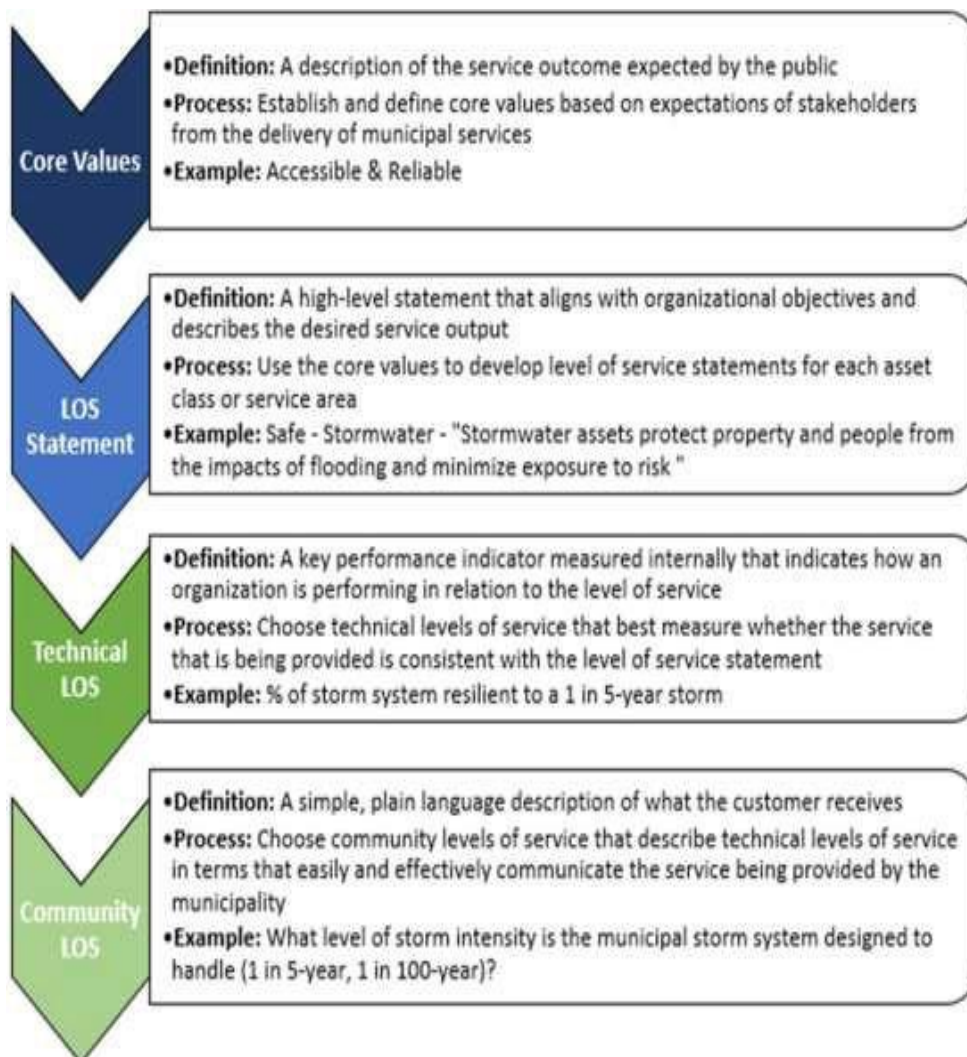 Core Values
•Definition: A description of the service outcome expected by the public
•Process: Establish and define core values based on expectations of stakeholders
from the delivery of municipal services
•Example: Accessible & Reliable
LOS
Statement
•Definition: A high-level statement that aligns with organizational objectives and
describes the desired service output
•Process: Use the core values to develop level of service statements for each asset
class or service area
•Example: Safe - Stormwater - "Stormwater assets protect property and people from
the impacts of flooding and minimize exposure to risk "
Technical
LOS
•Definition: A key performance indicator measured internally that indicates how an
organization is performing in relation to the level of service
•Process: Choose technical levels of service that best measure whether the service
that is being provided is consistent with the level of service statement
•Example: % of storm system resilient to a 1 in 5-year storm
Community
LOS
•Definition: A simple, plain language description of what the customer receives
•Process: Choose community levels of service that describe technical levels of service
in terms that easily and effectively communicate the service being provided by the
municipality
•Example: What level of storm intensity is the municipal storm system designed to
handle (1 in 5-year, 1 in 100-year)?